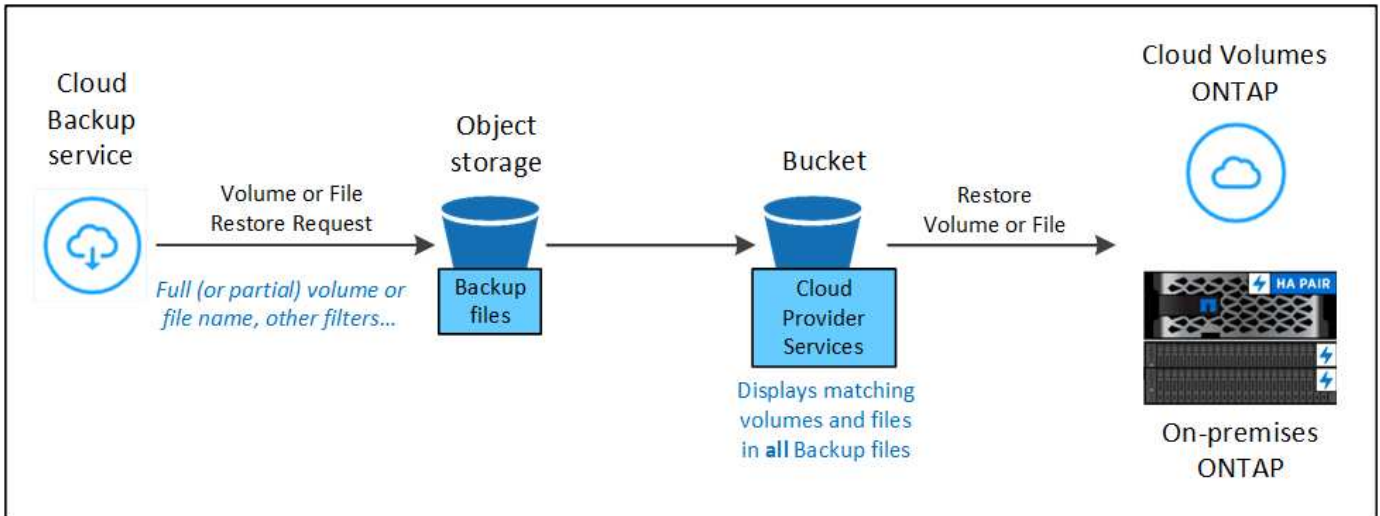 Cloud
Backup
service
Volume or File
Restore Request
Full (or partial) volume or
file name, other filters...
Object
storage
Backup
files
Bucket
Cloud
Provider
Services
Displays matching
volumes and files
in all Backup files
Restore
Volume or File
Cloud Volumes
ONTAP
HA PAIR
On-premises
ONTAP